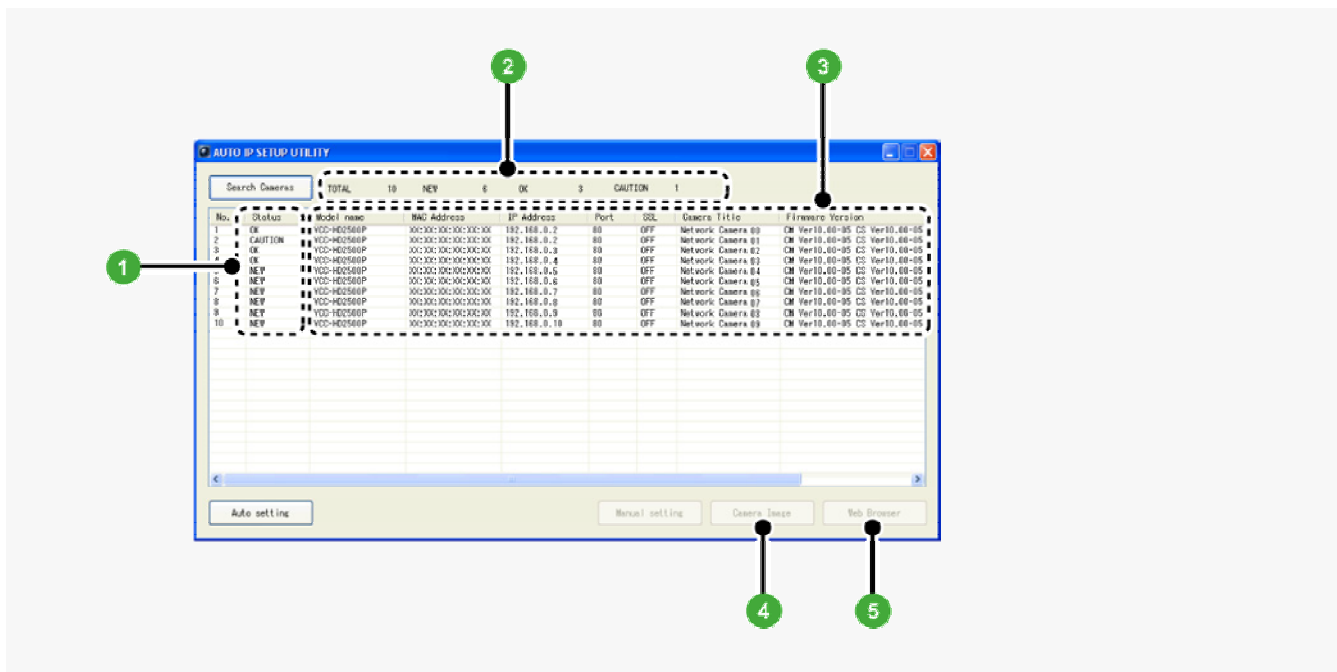 2
3
AUTO IP SETUP UTILITY
Search Cameras TOTAL 10 NEW 6 OK 3 CAUTION 1
No. Status Model name MAC Address IP Address Port SSL Camera Title Firmware Version
1 OK VCC-HD2500P XX:XX:XX:XX:XX:XX 192.168.0.2 80 OFF Network Camera 00 CM Ver10.00-05 CS Ver10.00-05
2 CAUTION VCC-HD2500P XX:XX:XX:XX:XX:XX 192.168.0.2 80 OFF Network Camera 01 CM Ver10.00-05 CS Ver10.00-05
3 OK VCC-HD2500P XX:XX:XX:XX:XX:XX 192.168.0.3 80 OFF Network Camera 02 CM Ver10.00-05 CS Ver10.00-05
4 OK VCC-HD2500P XX:XX:XX:XX:XX:XX 192.168.0.4 80 OFF Network Camera 03 CM Ver10.00-05 CS Ver10.00-05
5 NEW VCC-HD2500P XX:XX:XX:XX:XX:XX 192.168.0.5 80 OFF Network Camera 04 CM Ver10.00-05 CS Ver10.00-05
6 NEW VCC-HD2500P XX:XX:XX:XX:XX:XX 192.168.0.6 80 OFF Network Camera 05 CM Ver10.00-05 CS Ver10.00-05
7 NEW VCC-HD2500P XX:XX:XX:XX:XX:XX 192.168.0.7 80 OFF Network Camera 06 CM Ver10.00-05 CS Ver10.00-05
8 NEW VCC-HD2500P XX:XX:XX:XX:XX:XX 192.168.0.8 80 OFF Network Camera 07 CM Ver10.00-05 CS Ver10.00-05
9 NEW VCC-HD2500P XX:XX:XX:XX:XX:XX 192.168.0.9 80 OFF Network Camera 08 CM Ver10.00-05 CS Ver10.00-05
10 NEW VCC-HD2500P XX:XX:XX:XX:XX:XX 192.168.0.10 80 OFF Network Camera 09 CM Ver10.00-05 CS Ver10.00-05
1
Auto setting Manual setting Camera Image Web Browser
4
5